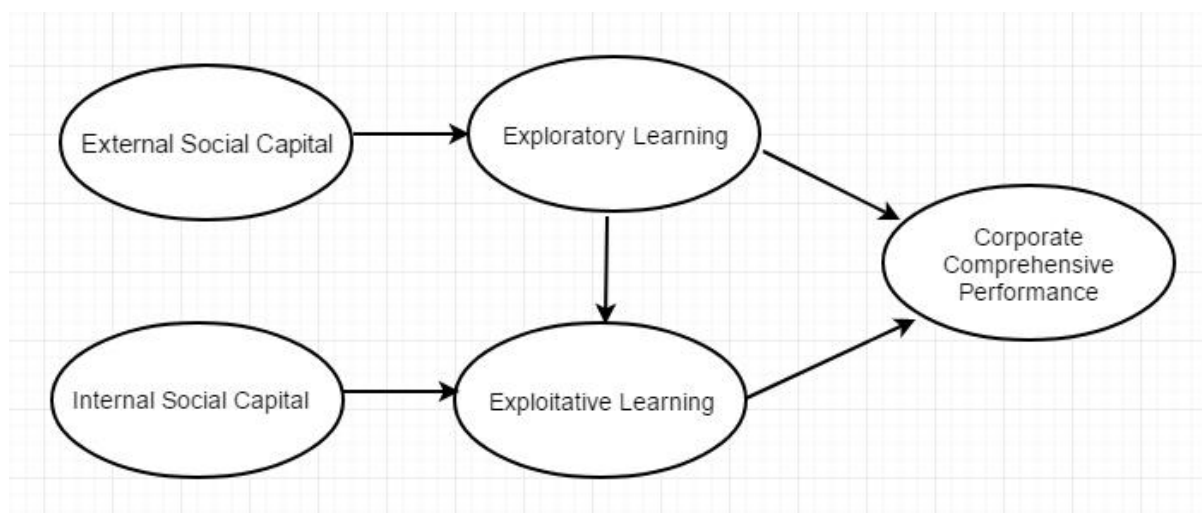 External Social Capital
Exploratory Learning
Corporate
Comprehensive
Performance
Internal Social Capital
Exploitative Learning